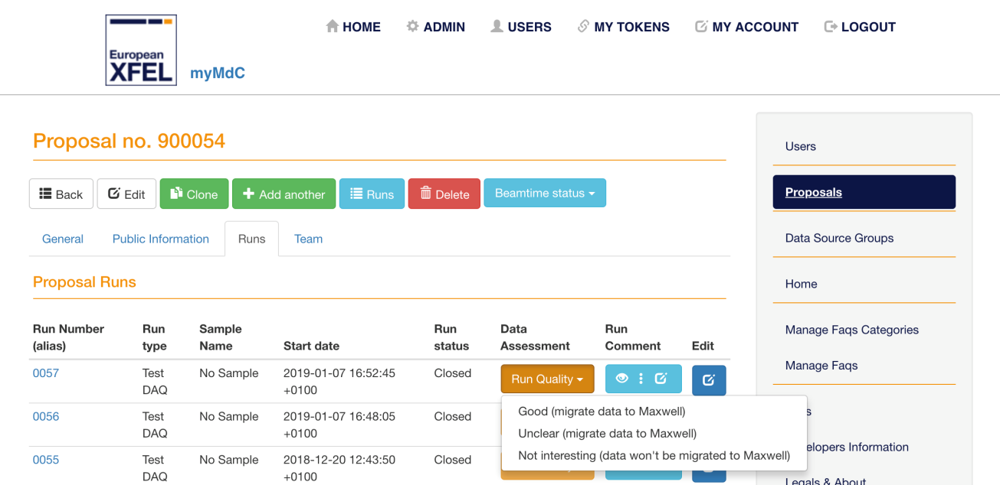 HOME ADMIN USERS MY TOKENS MY ACCOUNT LOGOUT
European
XFEL
myMdC
Proposal no. 900054
Back Edit Clone Add another Runs Delete Beamtime status
General Public Information Runs Team
Proposal Runs
Run Number Run Sample Run Data Run
(alias) type Name Start date status Assessment Comment Edit
0057 Test No Sample 2019-01-07 16:52:45 Closed Run Quality
DAQ +0100
0056 Test No Sample 2019-01-07 16:48:05 Closed
DAQ +0100
0055 Test No Sample 2018-12-20 12:43:50 Closed
DAQ +0100
Good (migrate data to Maxwell)
Unclear (migrate data to Maxwell)
Not interesting (data won't be migrated to Maxwell)
Users
Proposals
Data Source Groups
Home
Manage Faqs Categories
Manage Faqs
s
elopers Information
Legals & About